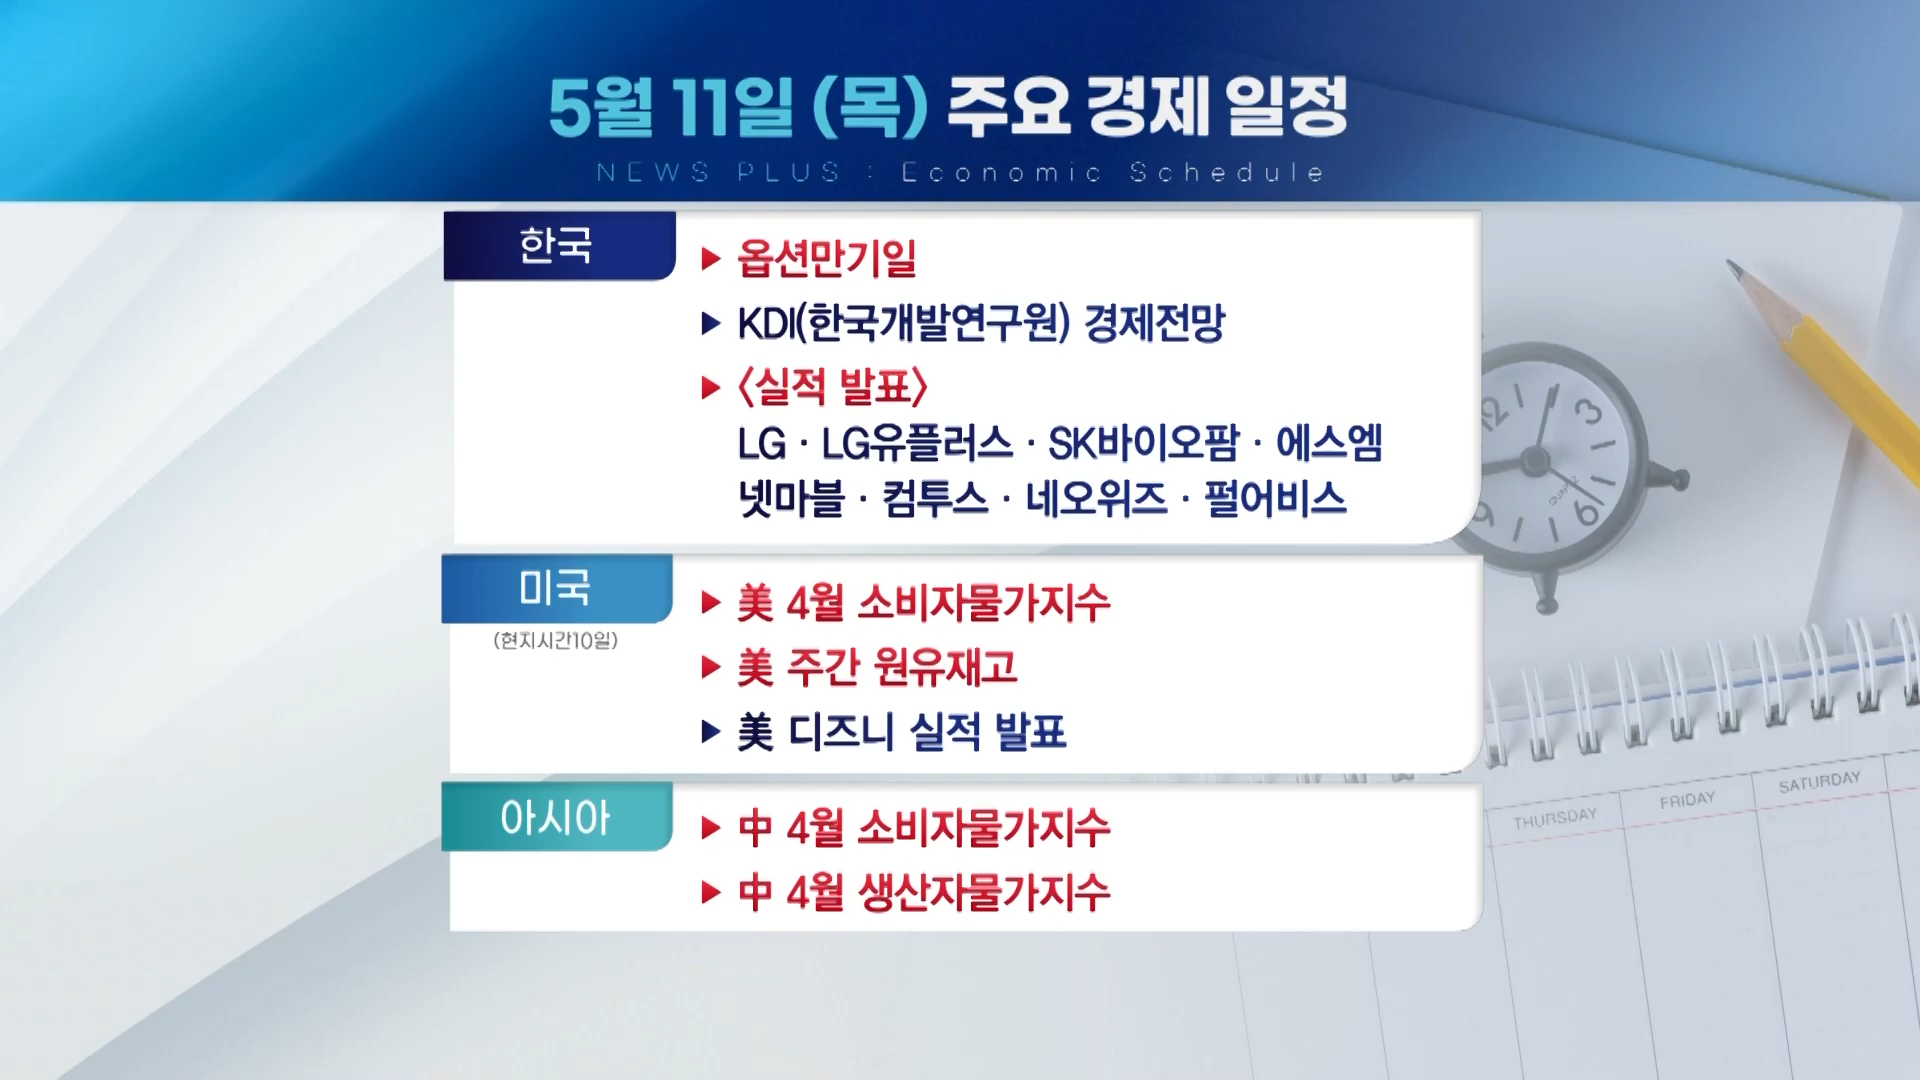 5월 11일 (목) 주요 경제 일정
NEWS PLUS : Economic Schedule
한국
▶ 옵션만기일
▶ KDI(한국개발연구원) 경제전망
▶ 〈실적 발표〉
LG · LG유플러스 · SK바이오팜 · 에스엠
넷마블 · 컴투스 · 네오위즈 · 펄어비스
미국
(현지시간10일)
▶ 美 4월 소비자물가지수
▶ 美 주간 원유재고
▶ 美 디즈니 실적 발표
아시아
▶ 中 4월 소비자물가지수
▶ 中 4월 생산자물가지수
12 3 6 9
QUARTZ
THURSDAY FRIDAY SATURDAY